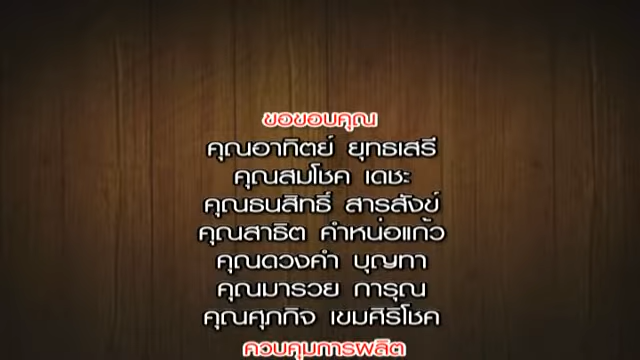 ขอขอบคุณ
คุณอาทิตย์ ยุทธเสรี
คุณสมโชค เดชะ
คุณธนสิทธิ์ สารสังข์
คุณสาธิต คำหน่อแก้ว
คุณดวงคำ บุญทา
คุณมารวย การุณ
คุณศุภกิจ เขมศิริโชค
ควบคุมการผลิต